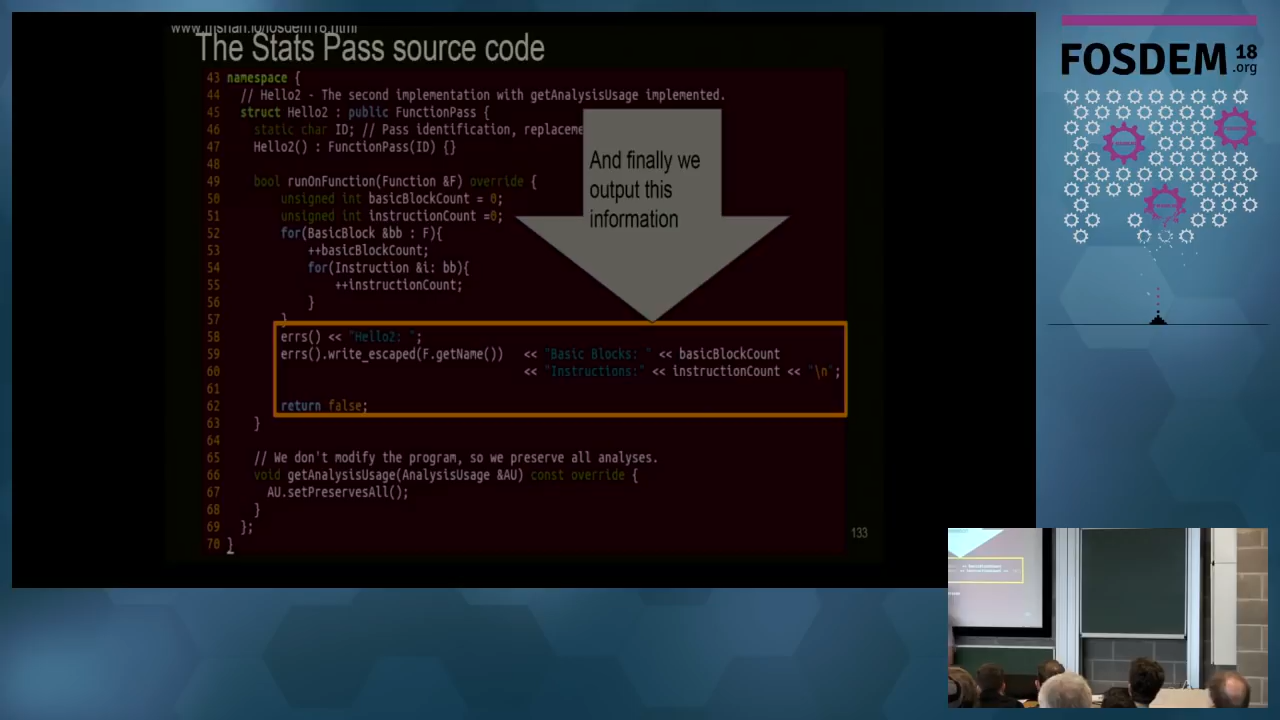 www.mshah.io/fosdem18.html
The Stats Pass source code
43 namespace {
44 // Hello2 - The second implementation with getAnalysisUsage implemented.
45 struct Hello2 : public FunctionPass {
46 static char ID; // Pass identification, replaceme
47 Hello2() : FunctionPass(ID) {}
48
49 bool runOnFunction(Function &F) override {
50 unsigned int basicBlockCount = 0;
51 unsigned int instructionCount =0;
52 for(BasicBlock &bb : F){
53 ++basicBlockCount;
54 for(Instruction &i: bb){
55 ++instructionCount;
56 }
57 }
58 errs() << "Hello2: ";
59 errs().write_escaped(F.getName()) << "Basic Blocks: " << basicBlockCount
60 << "Instructions:" << instructionCount << "\n";
61
62 return false;
63 }
64
65 // We don't modify the program, so we preserve all analyses.
66 void getAnalysisUsage(AnalysisUsage &AU) const override {
67 AU.setPreservesAll();
68 }
69 };
70 }
And finally we
output this
information
133
FOSDEM 18
.org